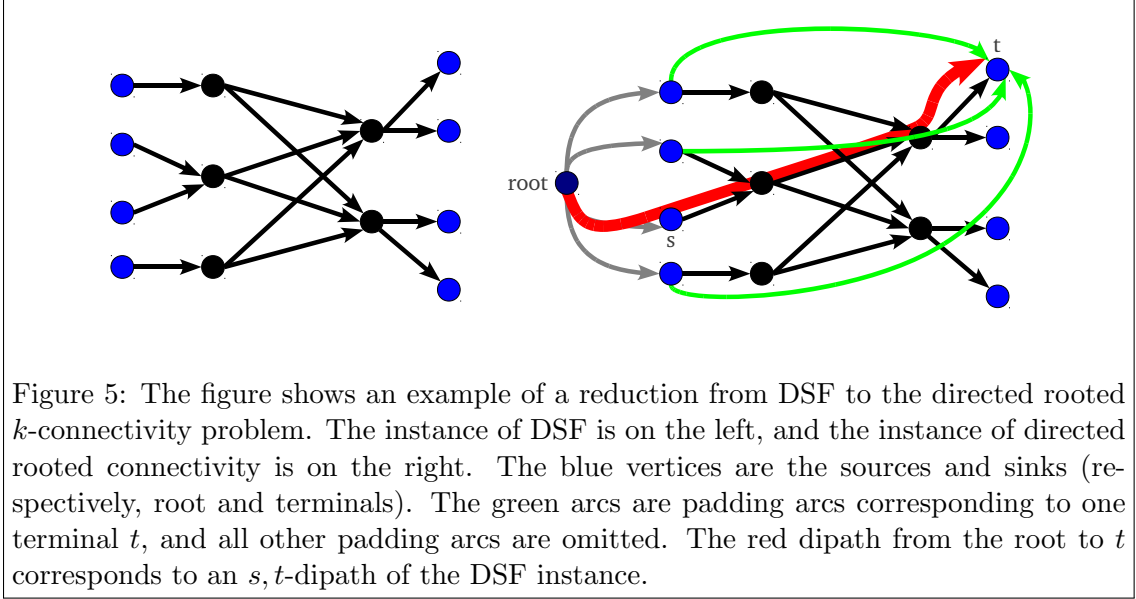 t
root
s
Figure 5: The figure shows an example of a reduction from DSF to the directed rooted
k-connectivity problem. The instance of DSF is on the left, and the instance of directed
rooted connectivity is on the right. The blue vertices are the sources and sinks (re-
spectively, root and terminals). The green arcs are padding arcs corresponding to one
terminal t, and all other padding arcs are omitted. The red dipath from the root to t
corresponds to an s, t-dipath of the DSF instance.